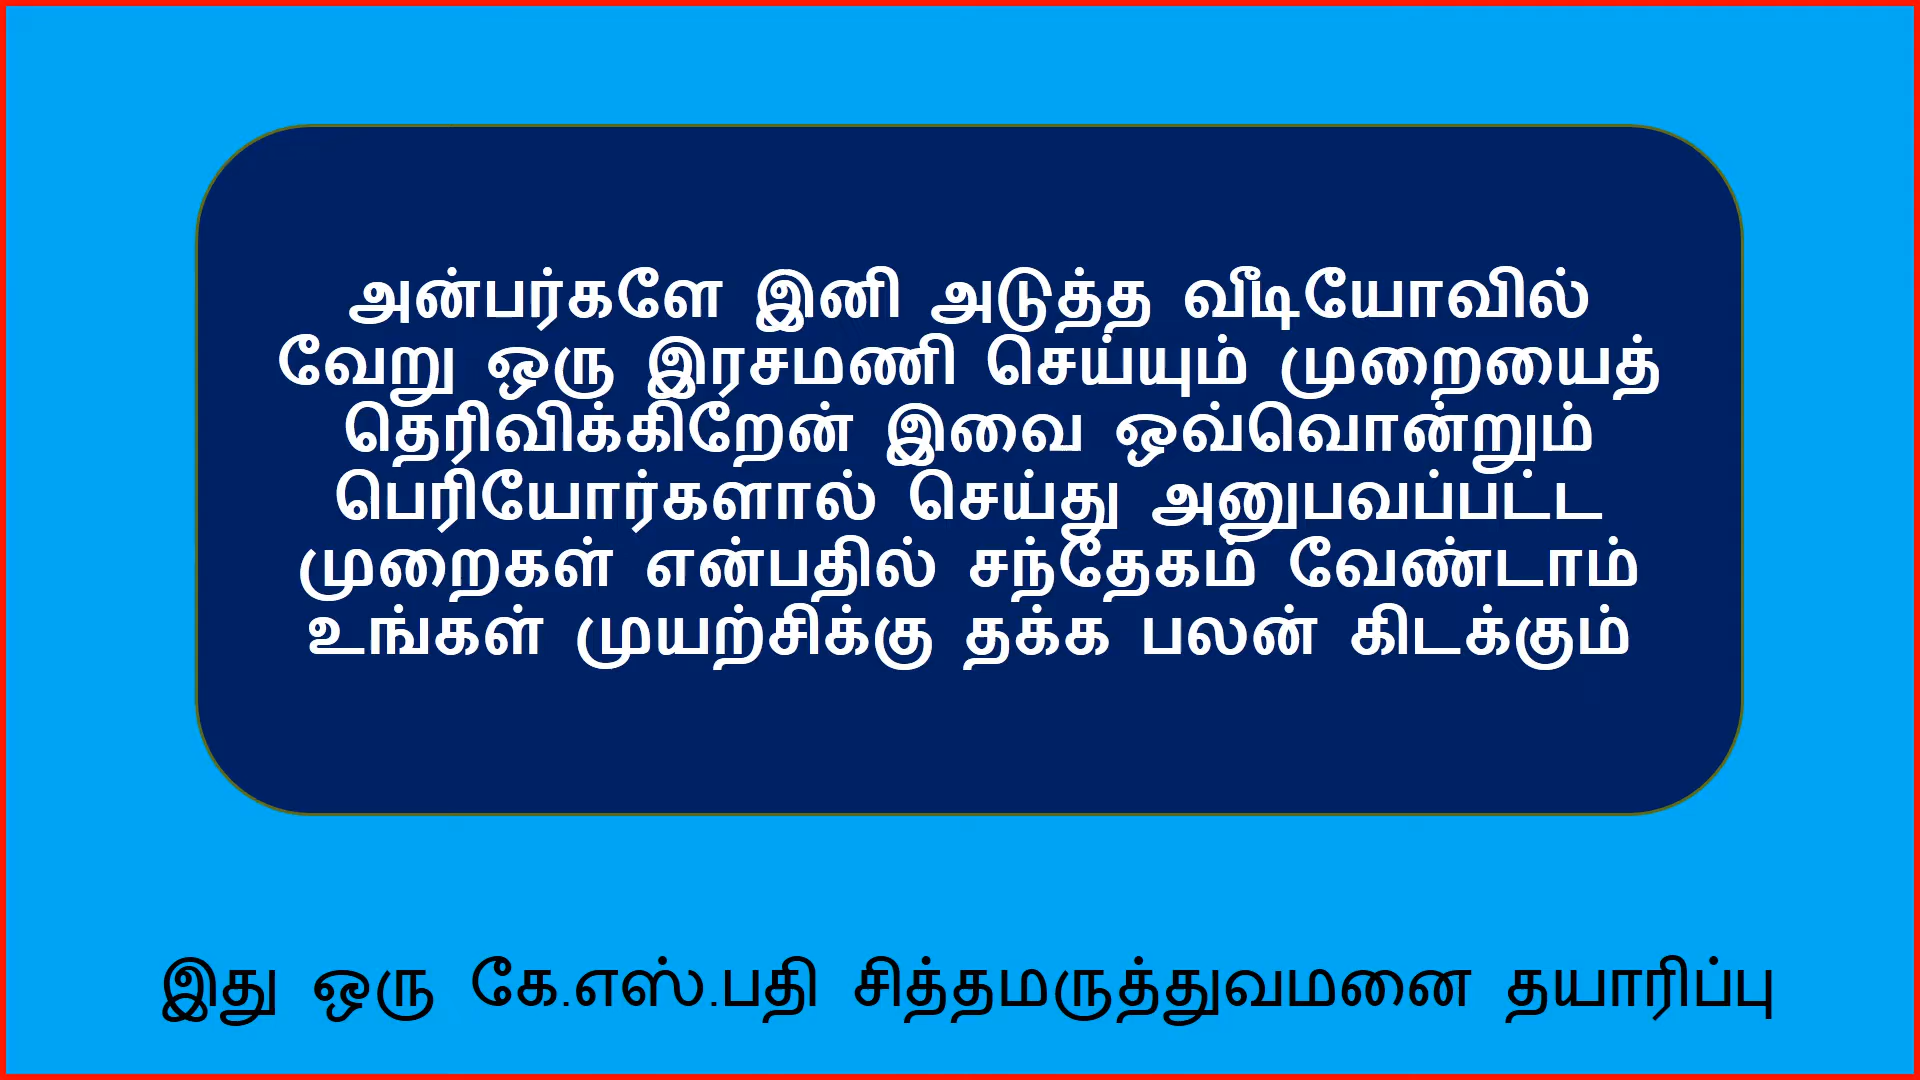 அன்பர்களே இனி அடுத்த வீடியோவில்
வேறு ஒரு இரசமணி செய்யும் முறையைத்
தெரிவிக்கிறேன் இவை ஒவ்வொன்றும்
பெரியோர்களால் செய்து அனுபவப்பட்ட
முறைகள் என்பதில் சந்தேகம் வேண்டாம்
உங்கள் முயற்சிக்கு தக்க பலன் கிடக்கும்
இது ஒரு கே.எஸ்.பதி சித்தமருத்துவமனை தயாரிப்பு